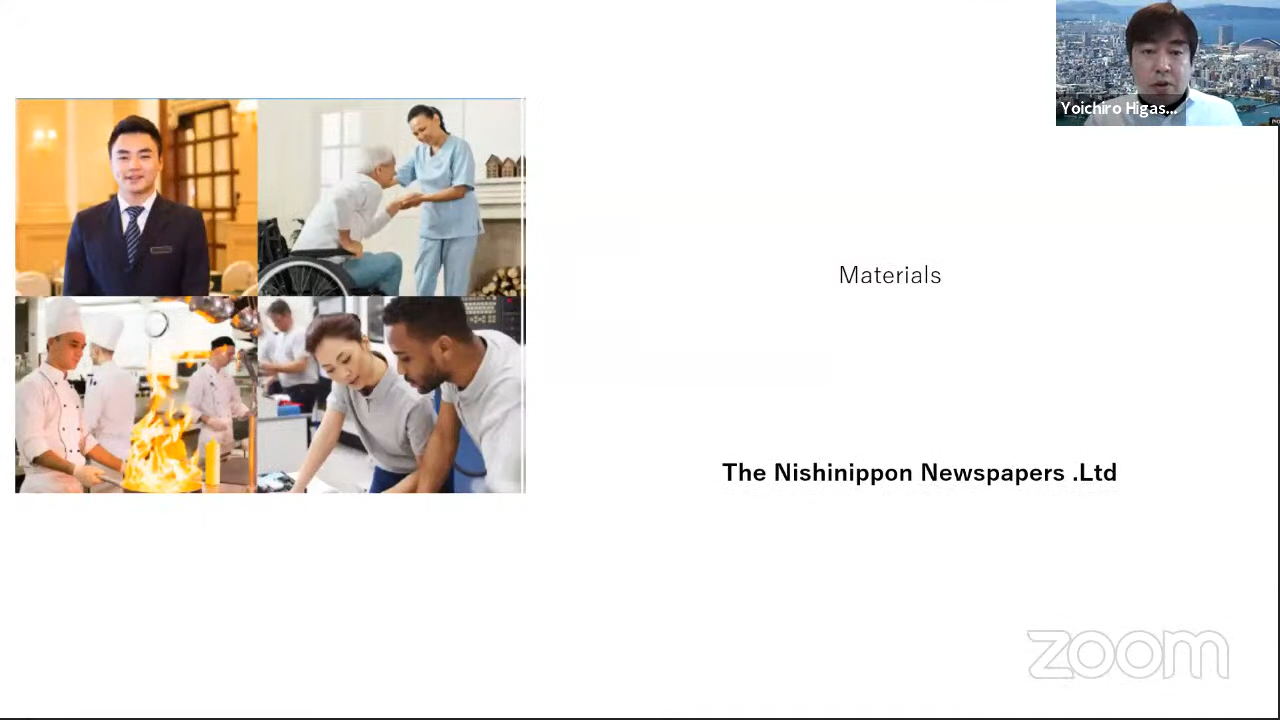 Yoichiro Higas...
Materials
The Nishinippon Newspapers .Ltd
zoom